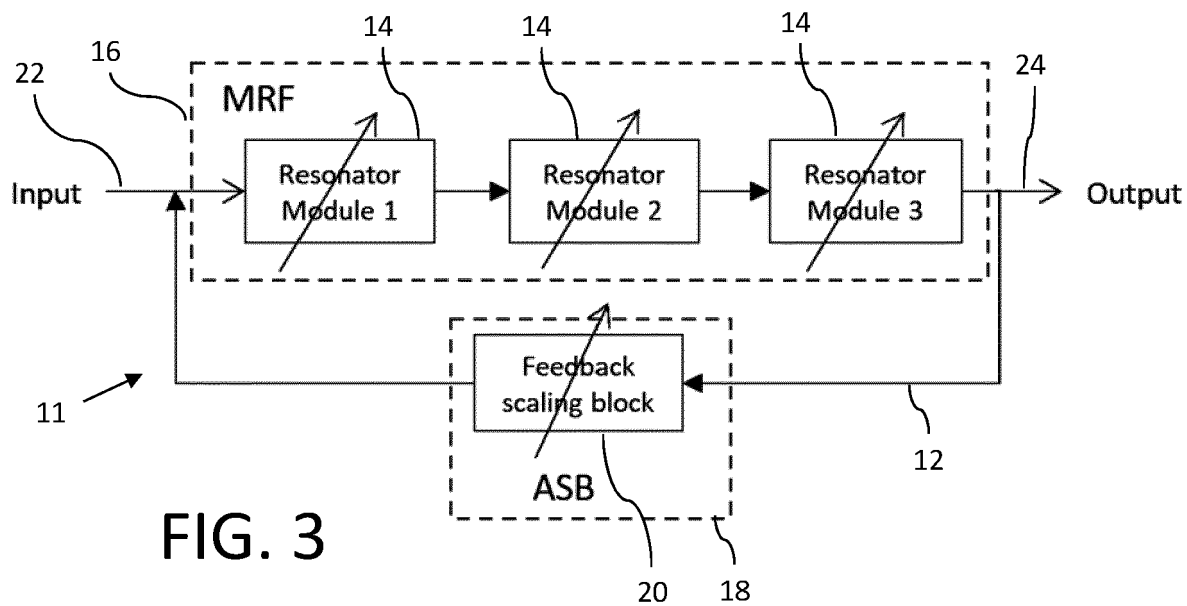 14
14
14
16
24
22
MRF
Input
Resonator
Module 1
Resonator
Module 2
Resonator
Module 3
Output
Feedback
scaling block
11
12
ASB
FIG. 3
20
18